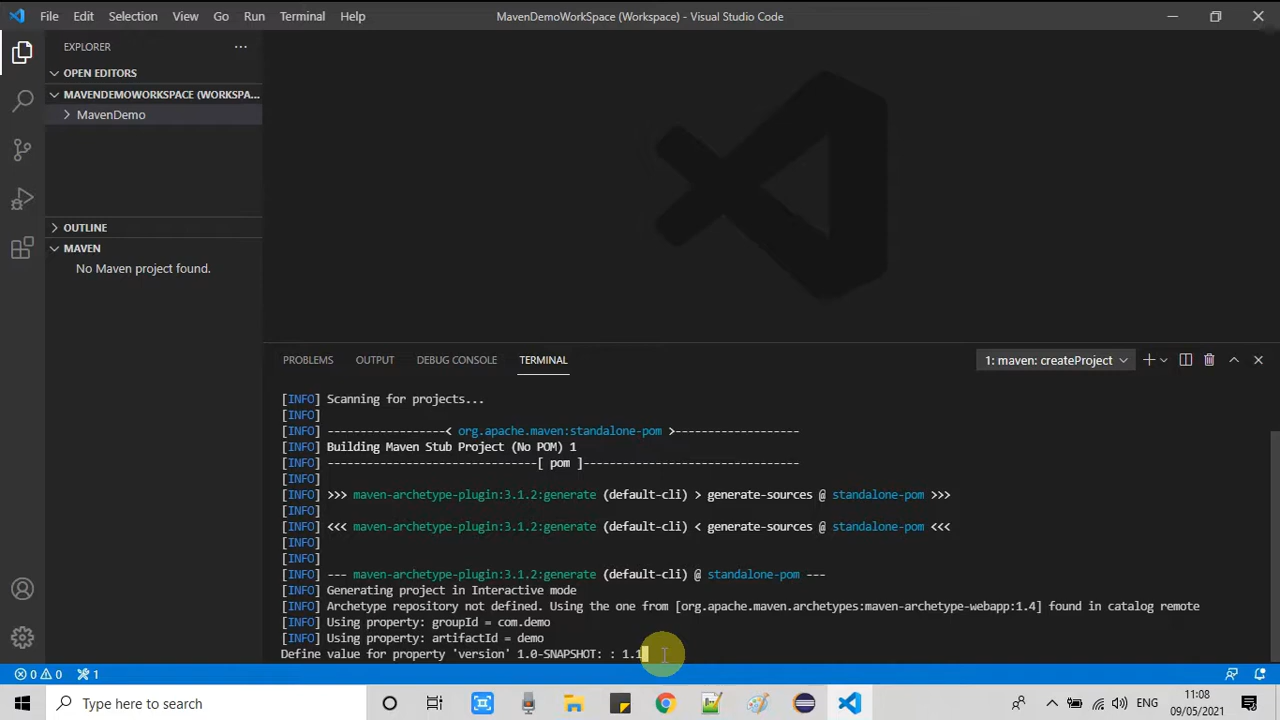 File Edit Selection View Go Run Terminal Help
MavenDemoWorkSpace (Workspace) - Visual Studio Code
EXPLORER
OPEN EDITORS
MAVENDEMOWORKSPACE (WORKSPA...
MavenDemo
OUTLINE
MAVEN
No Maven project found.
PROBLEMS OUTPUT DEBUG CONSOLE TERMINAL
1: maven: createProject
[INFO] Scanning for projects...
[INFO]
[INFO] ------------------< org.apache.maven:standalone-pom >-------------------
[INFO] Building Maven Stub Project (No POM) 1
[INFO] --------------------------------[ pom ]---------------------------------
[INFO]
[INFO] >>> maven-archetype-plugin:3.1.2:generate (default-cli) > generate-sources @ standalone-pom >>>
[INFO]
[INFO] <<< maven-archetype-plugin:3.1.2:generate (default-cli) < generate-sources @ standalone-pom <<<
[INFO]
[INFO]
[INFO] --- maven-archetype-plugin:3.1.2:generate (default-cli) @ standalone-pom ---
[INFO] Generating project in Interactive mode
[INFO] Archetype repository not defined. Using the one from [org.apache.maven.archetypes:maven-archetype-webapp:1.4] found in catalog remote
[INFO] Using property: groupId = com.demo
[INFO] Using property: artifactId = demo
Define value for property 'version' 1.0-SNAPSHOT: : 1.1
0 0 1
Type here to search
ENG
11:08
09/05/2021